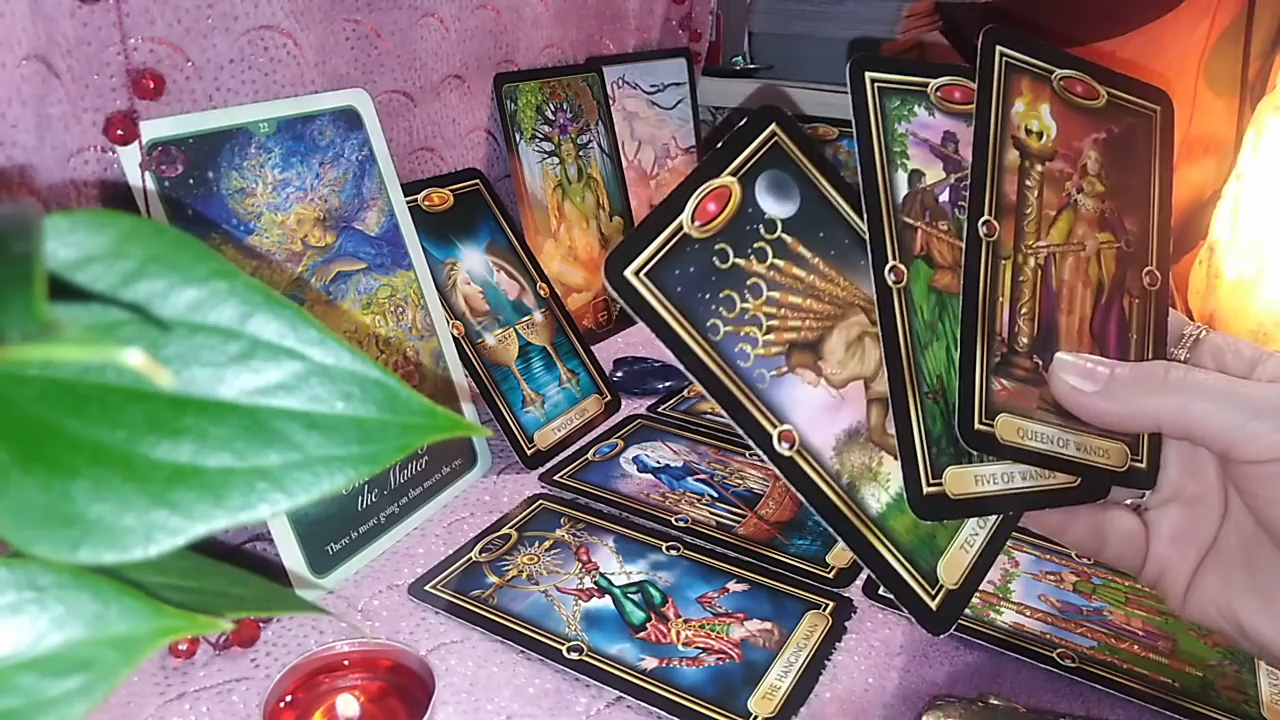 22
the Matter
There is more going on than meets the eye.
TWO OF CUPS
QUEEN OF WANDS
FIVE OF WANDS
TEN O
THE HANGING MAN